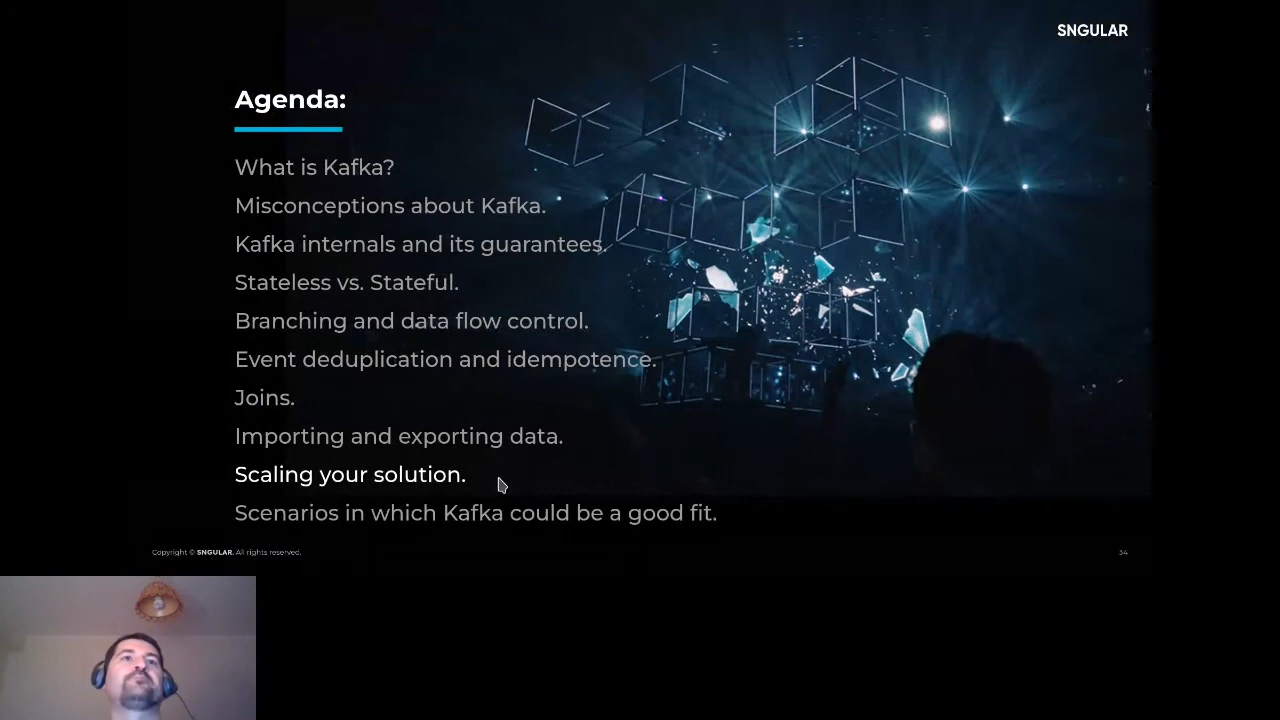 SNGULAR
Agenda:
What is Kafka?
Misconceptions about Kafka.
Kafka internals and its guarantees.
Stateless vs. Stateful.
Branching and data flow control.
Event deduplication and idempotence.
Joins.
Importing and exporting data.
Scaling your solution.
Scenarios in which Kafka could be a good fit.
Copyright © SNGULAR. All rights reserved.
34